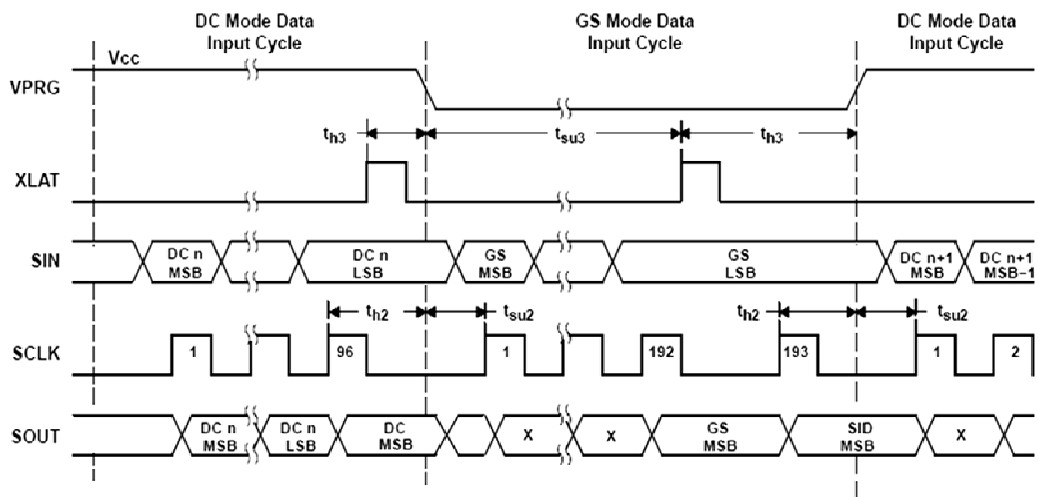 DC Mode Data
Input Cycle
GS Mode Data
Input Cycle
DC Mode Data
Input Cycle
Vcc
VPRG
th3
tsu3
th3
XLAT
SIN
DC n
MSB
DC n
LSB
GS
MSB
GS
LSB
DC n+1
MSB
DC n+1
MSB−1
th2
tsu2
th2
tsu2
SCLK
1
96
1
192
193
1
2
SOUT
DC n
MSB
DC n
LSB
DC
MSB
X
X
GS
MSB
SID
MSB
X